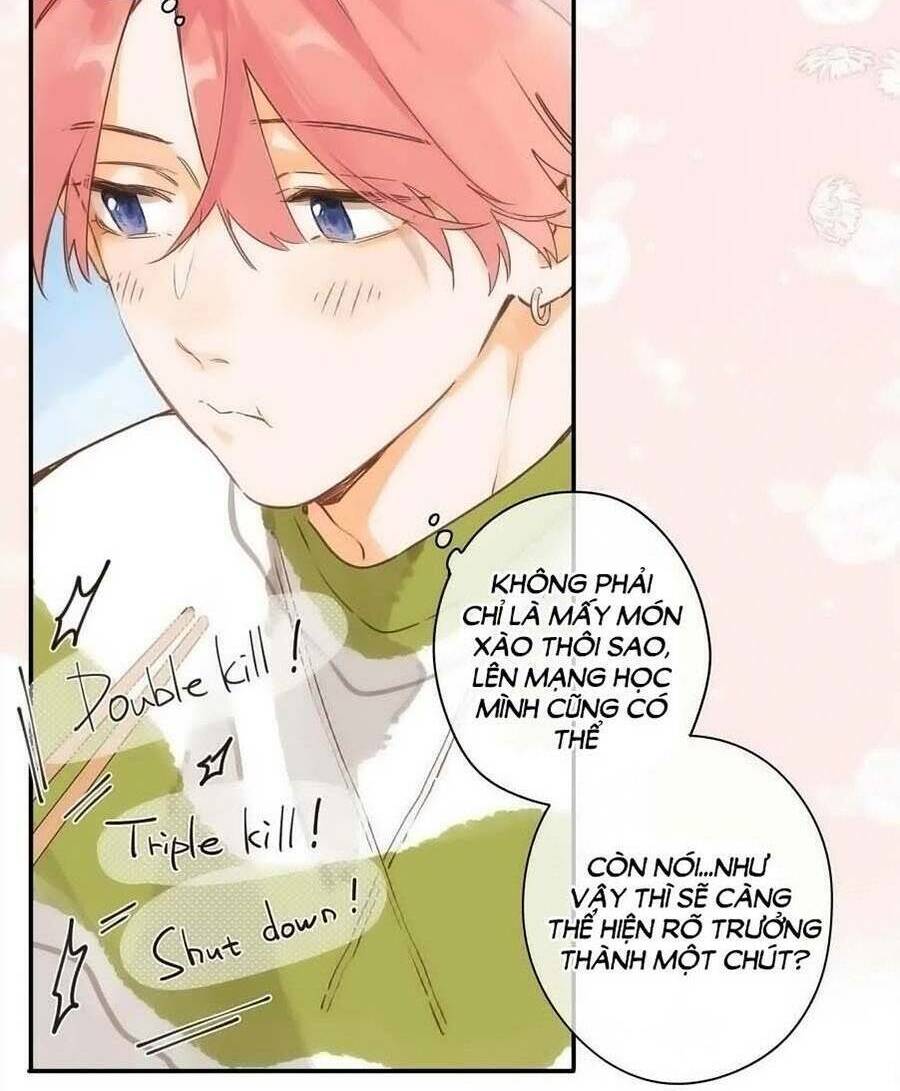 Double kill!
Triple kill!
Shut down!
KHÔNG PHẢI
CHỈ LÀ MẤY MÓN
XÀO THÔI SAO,
LÊN MẠNG HỌC
MÌNH CŨNG CÓ
THỂ
CÒN NÓI...NHƯ
VẬY THÌ SẼ CÀNG
THỂ HIỆN RÕ TRƯỞNG
THÀNH MỘT CHÚT?